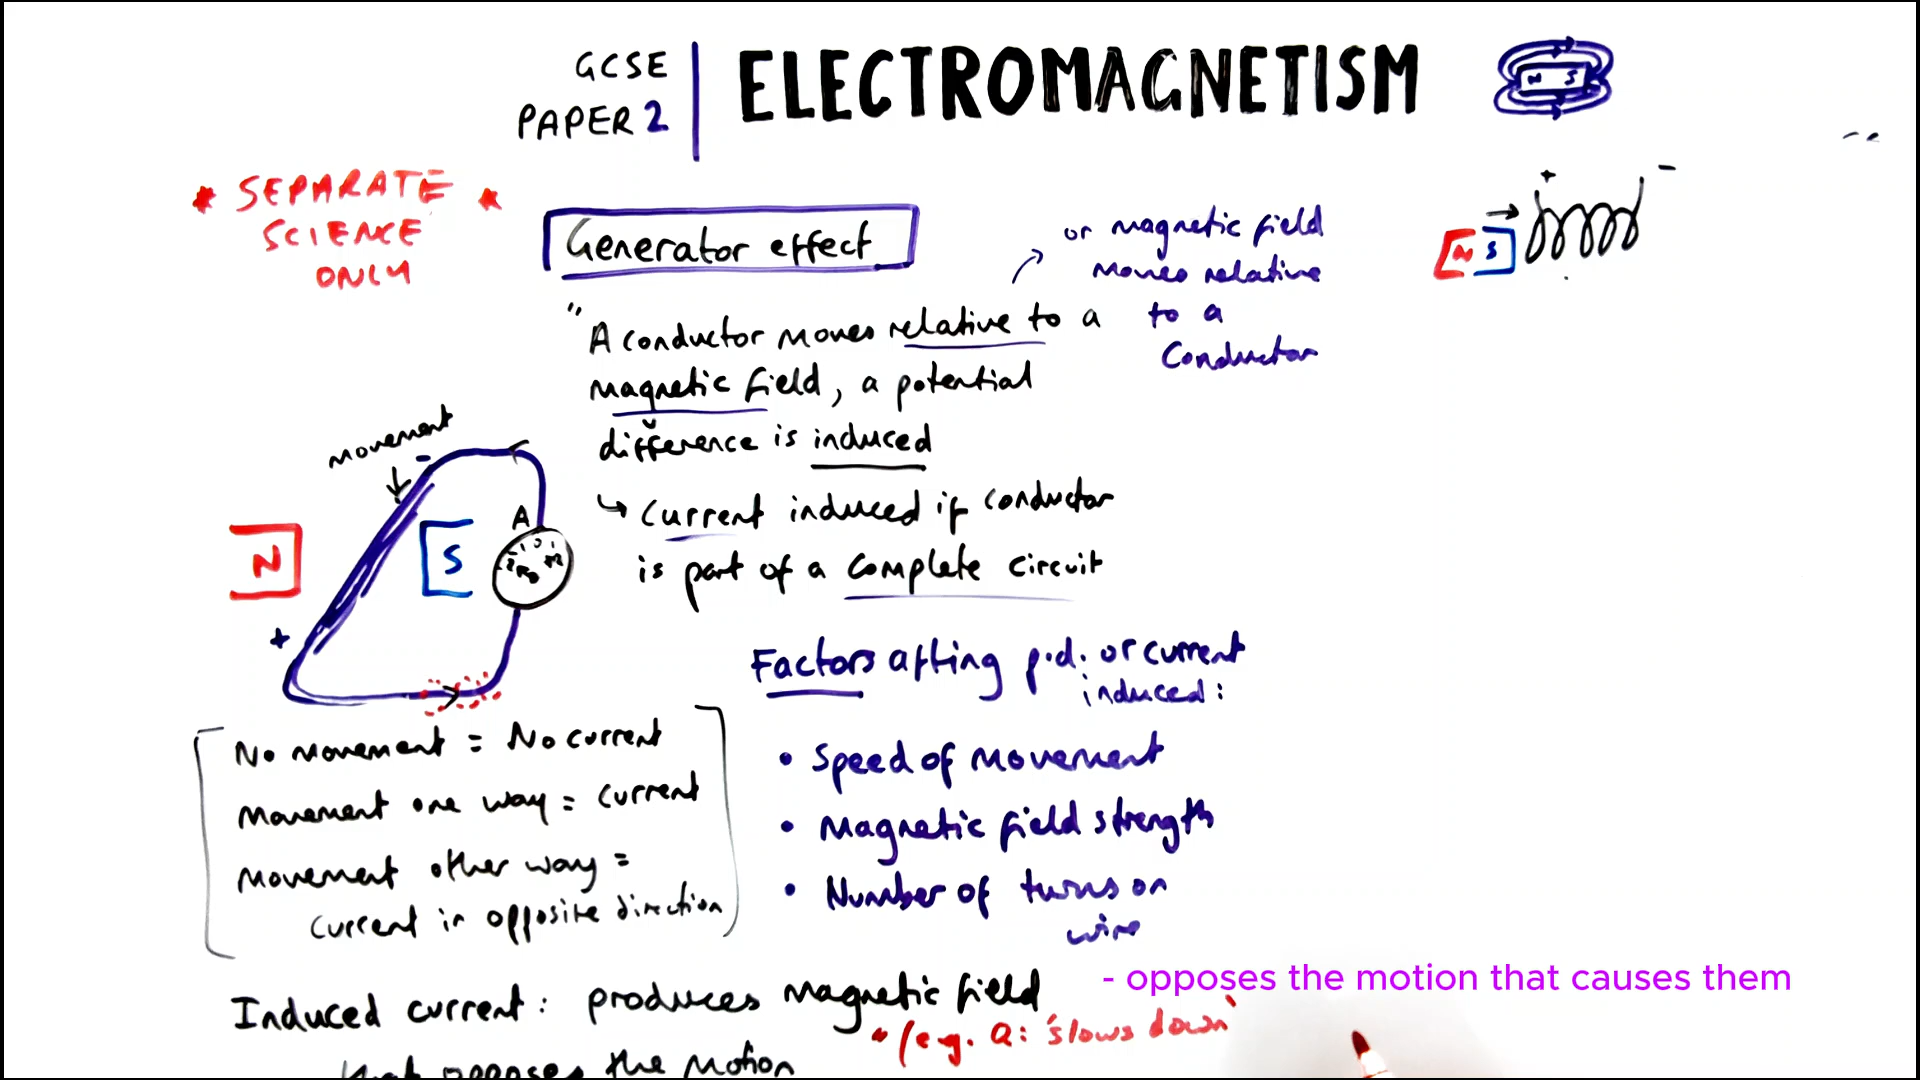 GCSE
PAPER 2
ELECTROMAGNETISM
N S
* SEPARATE *
SCIENCE
ONLY
Generator effect
or magnetic field
moves relative
to a
Conductor
+ -
N S
"A conductor moves relative to a
magnetic field, a potential
difference is induced
↳ Current induced if conductor
is part of a complete circuit
movement
-
A
N
S
+
No movement = No current
Movement one way = current
Movement other way =
current in opposite direction
Factors affting p.d. or current
induced:
• Speed of movement
• Magnetic field strength
• Number of turns on
wire
Induced current: produces magnetic field
that opposes the motion
- opposes the motion that causes them
(e.g. Q: 'slows down'